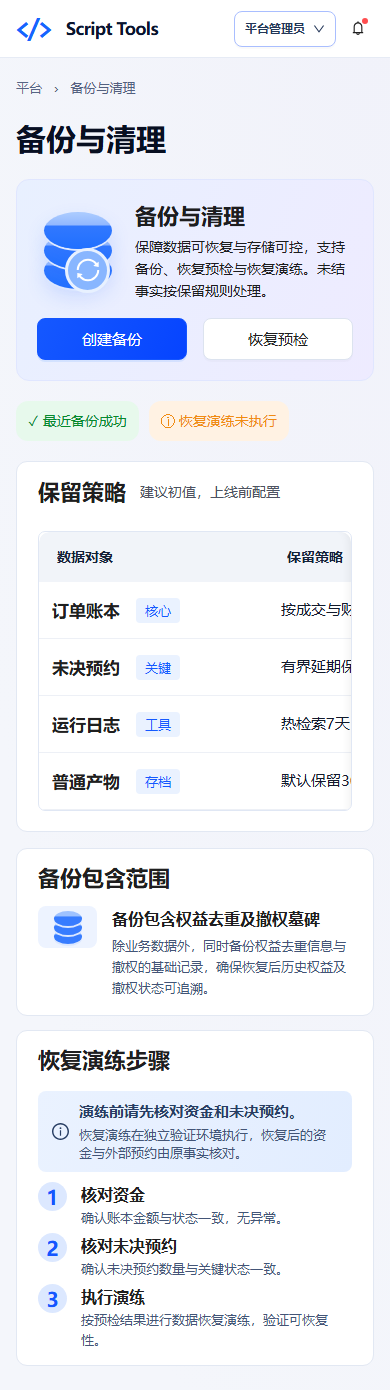 Script Tools
平台管理员
平台 › 备份与清理
备份与清理
备份与清理
保障数据可恢复与存储可控，支持
备份、恢复预检与恢复演练。未结
事实按保留规则处理。
创建备份
恢复预检
最近备份成功
恢复演练未执行
保留策略 建议初值，上线前配置
数据对象 保留策略
订单账本 核心 按成交与
未决预约 关键 有界延期保
运行日志 工具 热检索7天
普通产物 存档 默认保留3
备份包含范围
备份包含权益去重及撤权墓碑
除业务数据外，同时备份权益去重信息与
撤权的基础记录，确保恢复后历史权益及
撤权状态可追溯。
恢复演练步骤
演练前请先核对资金和未决预约。
恢复演练在独立验证环境执行，恢复后的资
金与外部预约由原事实核对。
1 核对资金
确认账本金额与状态一致，无异常。
2 核对未决预约
确认未决预约数量与关键状态一致。
3 执行演练
按预检结果进行数据恢复演练，验证可恢复
性。